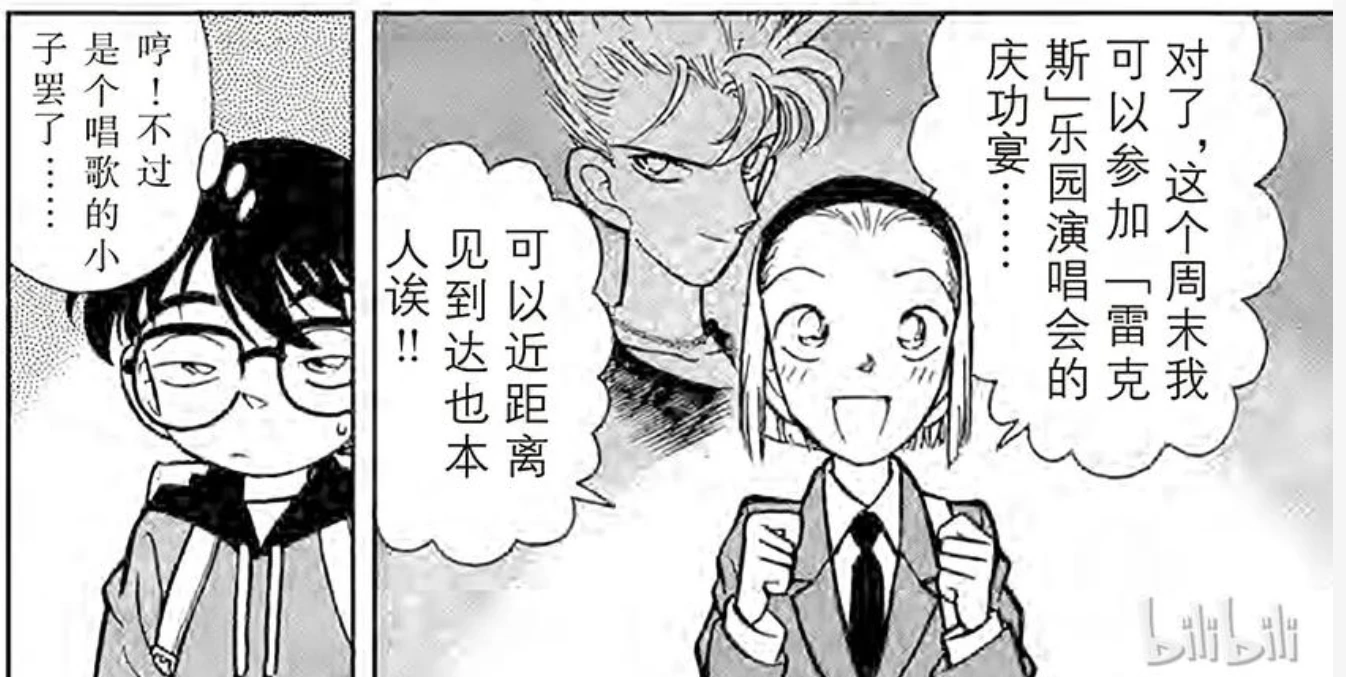 对了，这个周末我
可以参加「雷克
斯」乐园演唱会的
庆功宴……
可以近距离
见到达也本
人诶!!
哼！不过
是个唱歌的小
子罢了……
bilibili